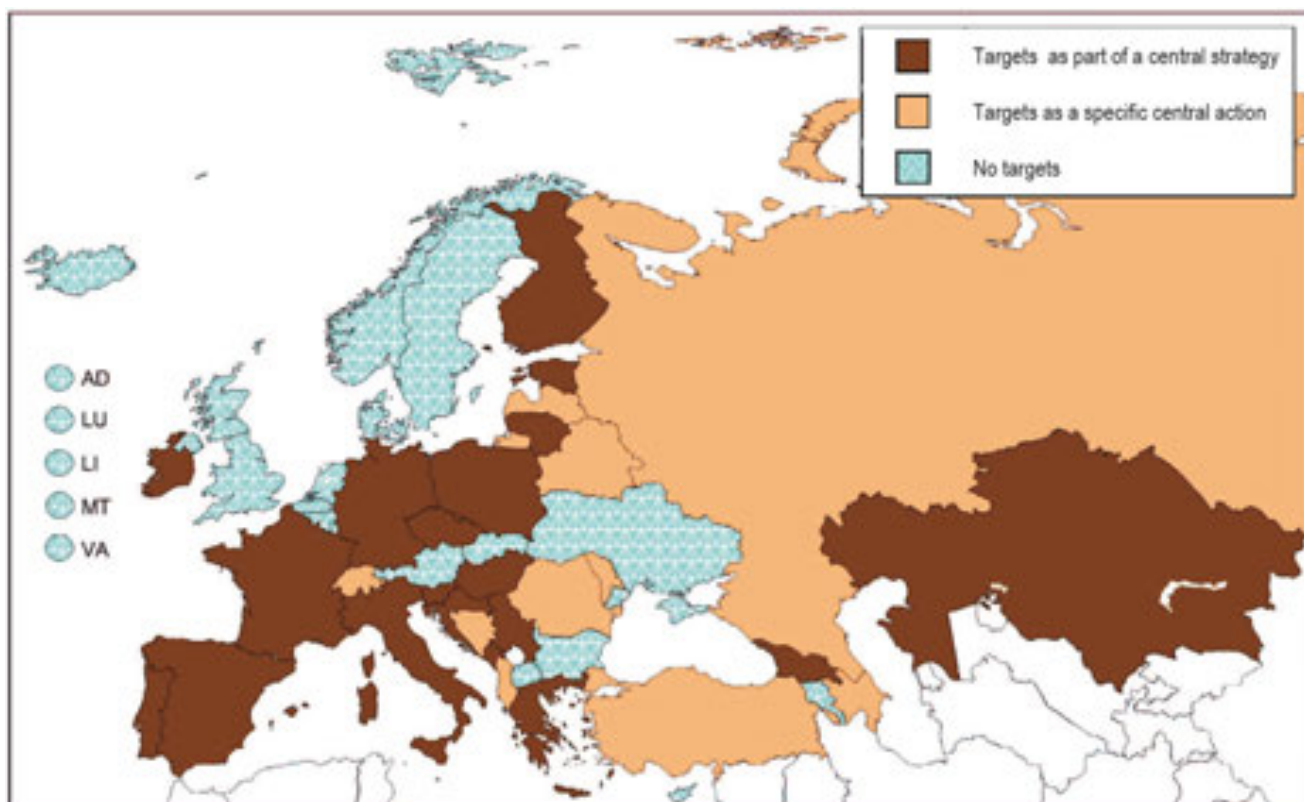 Targets as part of a central strategy
Targets as a specific central action
No targets
AD
LU
LI
MT
VA